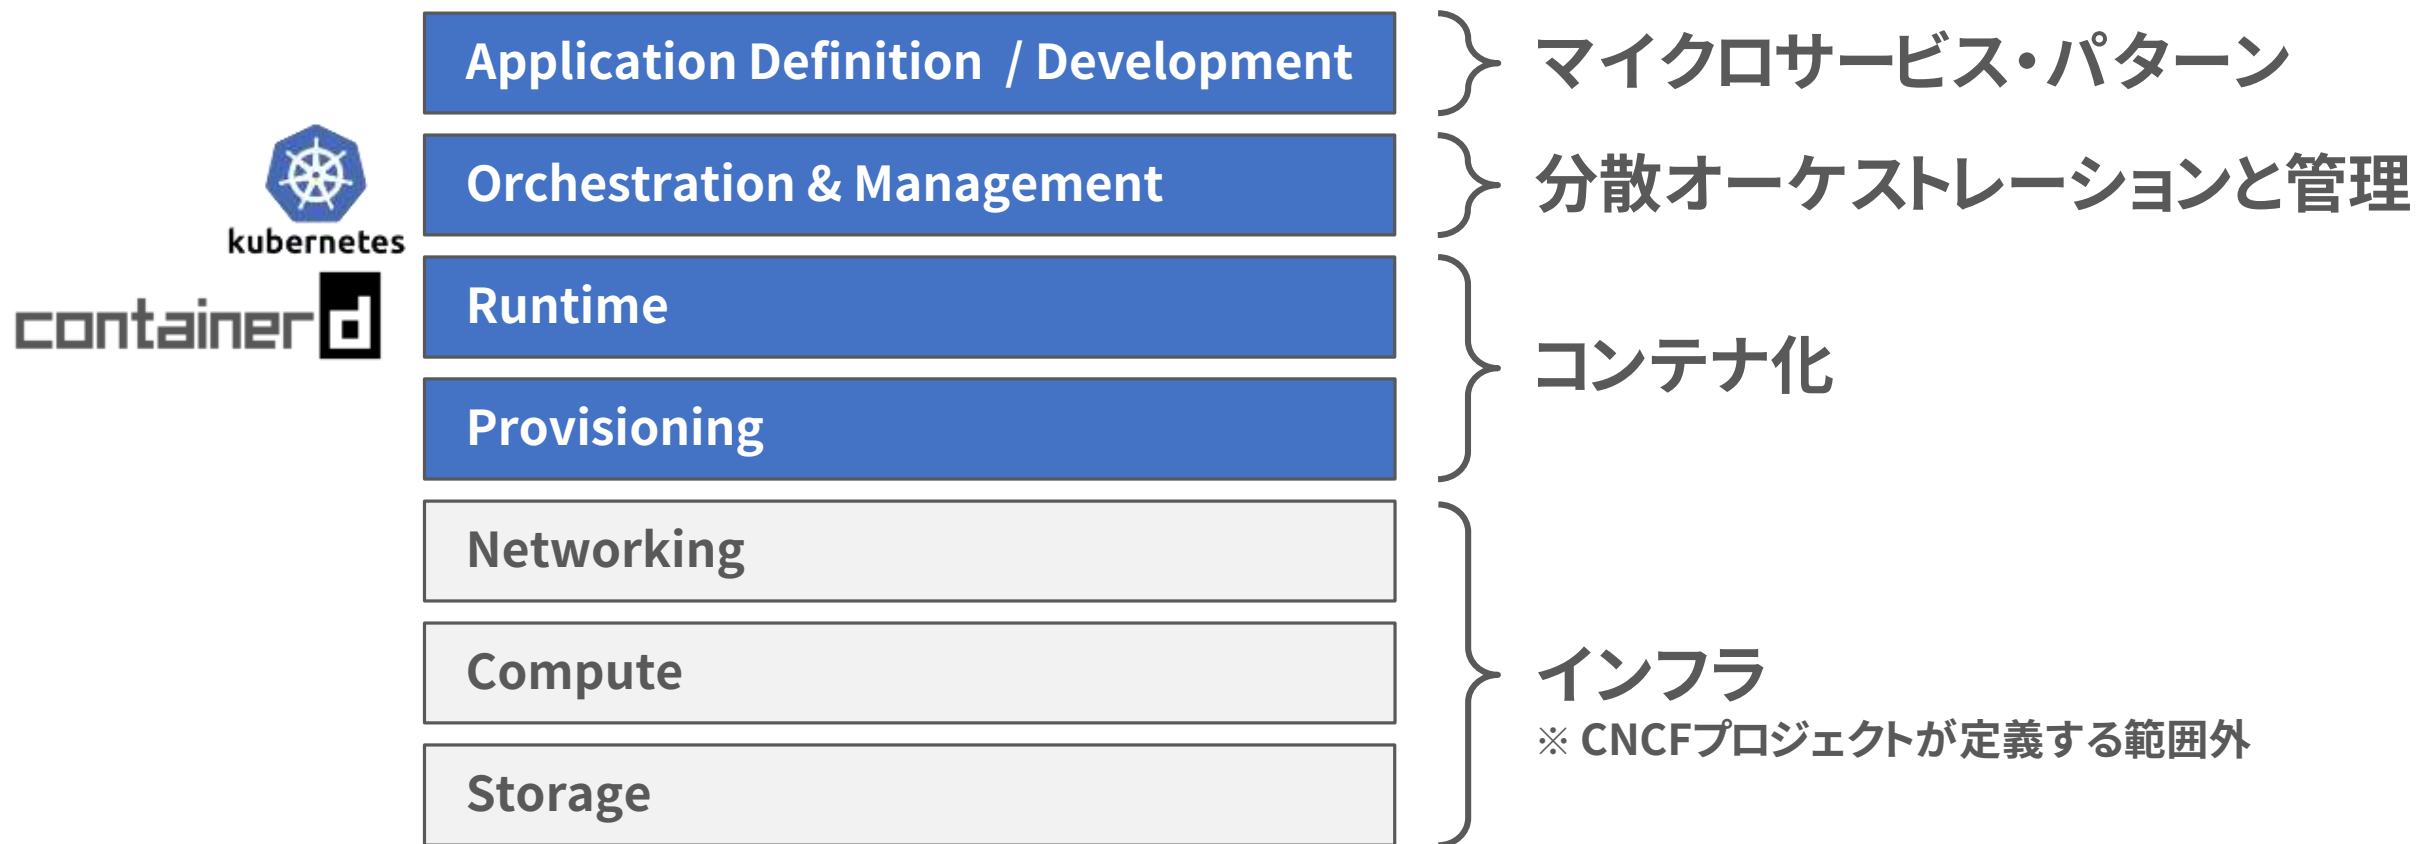 Application Definition / Development
マイクロサービス・パターン
kubernetes
Orchestration & Management
分散オーケストレーションと管理
containerd
Runtime
コンテナ化
Provisioning
Networking
Compute
インフラ
※ CNCFプロジェクトが定義する範囲外
Storage